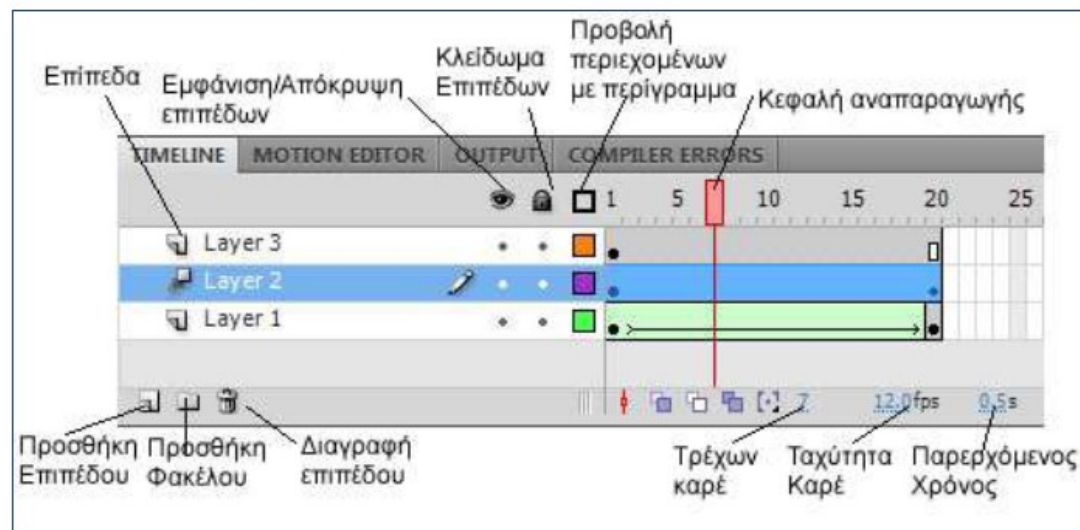 Επίπεδα
Εμφάνιση/Απόκρυψη
επιπέδων
Κλείδωμα
Επιπέδων
Προβολή
περιεχομένων
με περίγραμμα
Κεφαλή αναπαραγωγής
TIMELINE MOTION EDITOR OUTPUT COMPILER ERRORS
1 5 10 15 20 25
Layer 3
Layer 2
Layer 1
7 12.0fps 0.5s
Προσθήκη
Επιπέδου
Προσθήκη
Φακέλου
Διαγραφή
επιπέδου
Τρέχων
καρέ
Ταχύτητα
Καρέ
Παρερχόμενος
Χρόνος